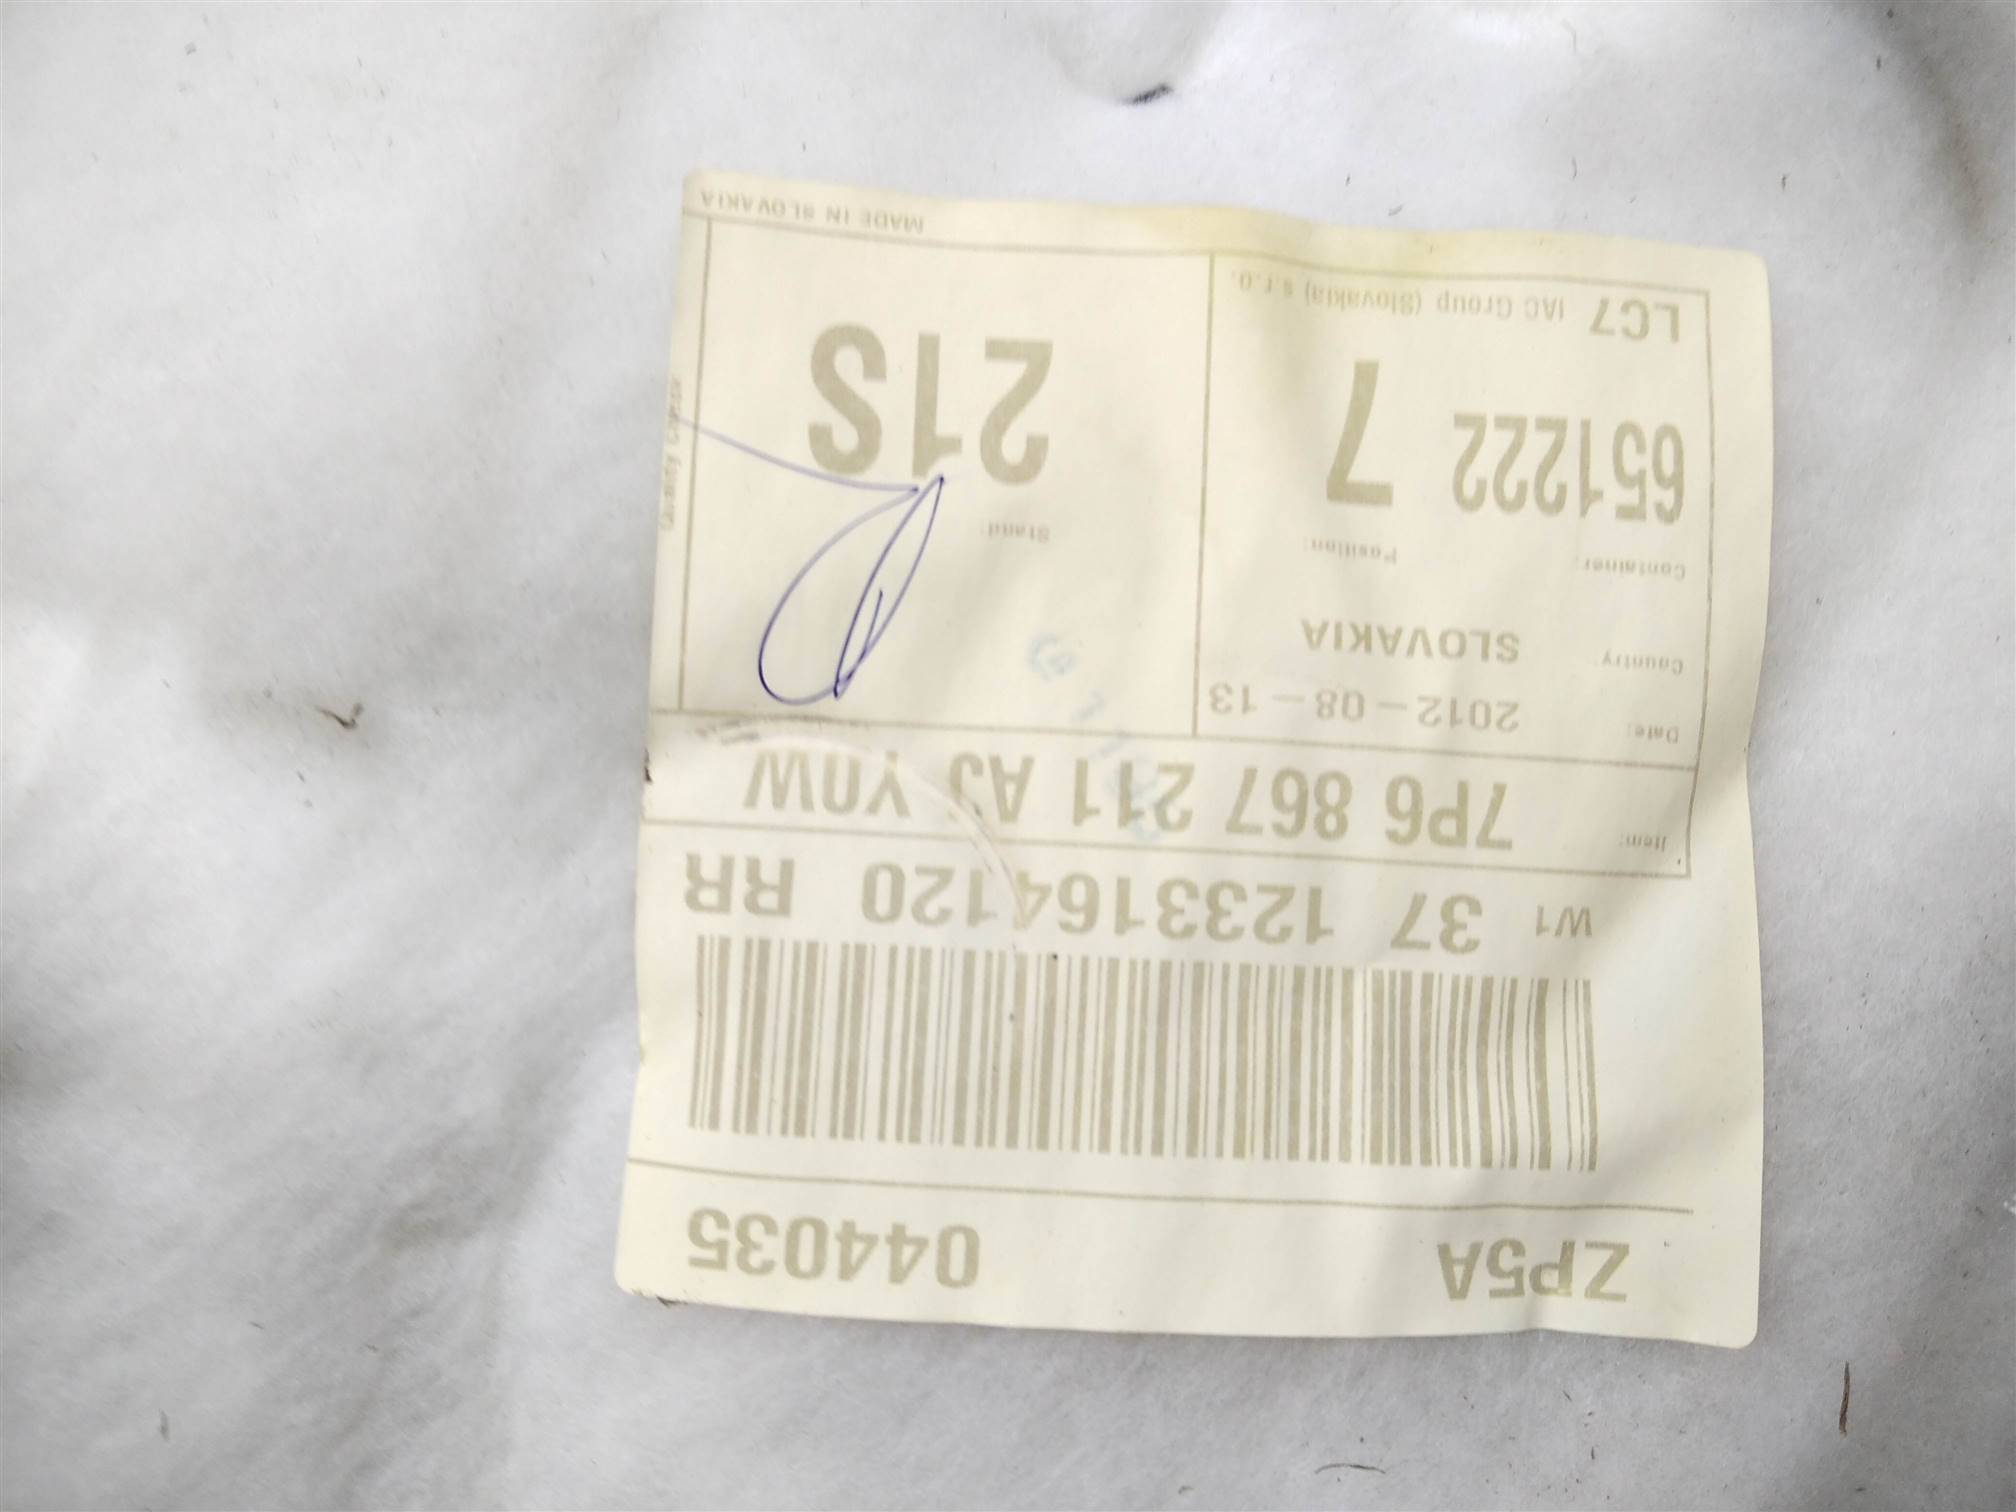 ZP5A 044035
W1 37 1233164120 RR
Item: 7P6 867 211 AJ Y0W
Date: 2012-08-13
Country SLOVAKIA
Container: Position: Stand:
651222 7 21S
LC7 IAC Group (Slovakia) s.r.o.
MADE IN SLOVAKIA